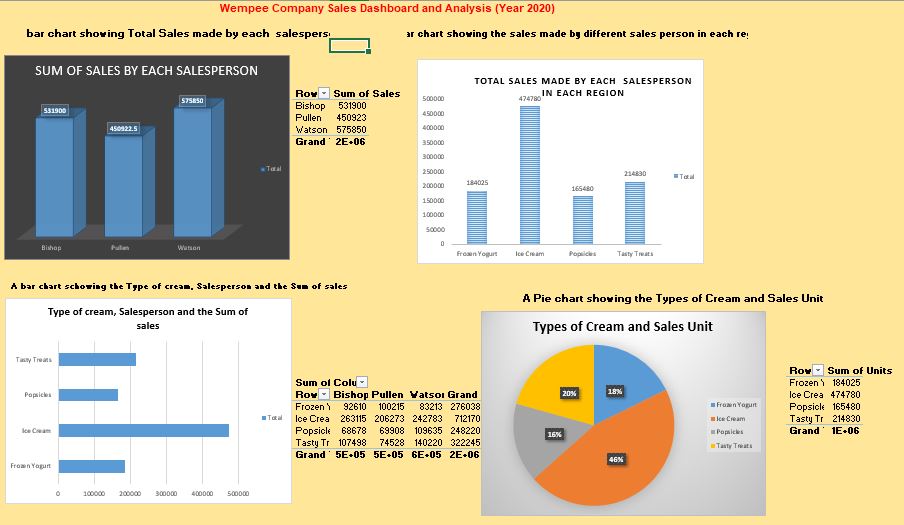 Wempee Company Sales Dashboard and Analysis (Year 2020)
bar chart showing Total Sales made by each salespers
ar chart showing the sales made by different sales person in each re
SUM OF SALES BY EACH SALESPERSON
531900
450922.5
575850
Total
Bishop Pullen Watson
Row Sum of Sales
Bishop 531900
Pullen 450923
Watson 575850
Grand 2E+06
TOTAL SALES MADE BY EACH SALESPERSON
IN EACH REGION
500000
450000
400000
350000
300000
250000
200000
150000
100000
50000
0
184025
474780
165480
214830
Total
Frozen Yogurt Ice Cream Popsicles Tasty Treats
A bar chart schowing the Type of cream, Salesperson and the Sum of sales
Type of cream, Salesperson and the Sum of
sales
Tasty Treats
Popsicles
Ice Cream
Frozen Yogurt
0 100000 200000 300000 400000 500000
Total
Sum of Colu
Row Bishop Pullen Watson Grand
Frozen Y 92610 100215 83213 276038
Ice Crea 263115 206273 242783 712170
Popsicle 68678 69908 109635 248220
Tasty Tr 107498 74528 140220 322245
Grand 5E+05 5E+05 6E+05 2E+06
A Pie chart showing the Types of Cream and Sales Unit
Types of Cream and Sales Unit
18%
46%
16%
20%
Frozen Yogurt
Ice Cream
Popsicles
Tasty Treats
Row Sum of Units
Frozen Y 184025
Ice Crea 474780
Popsicle 165480
Tasty Tr 214830
Grand 1E+06